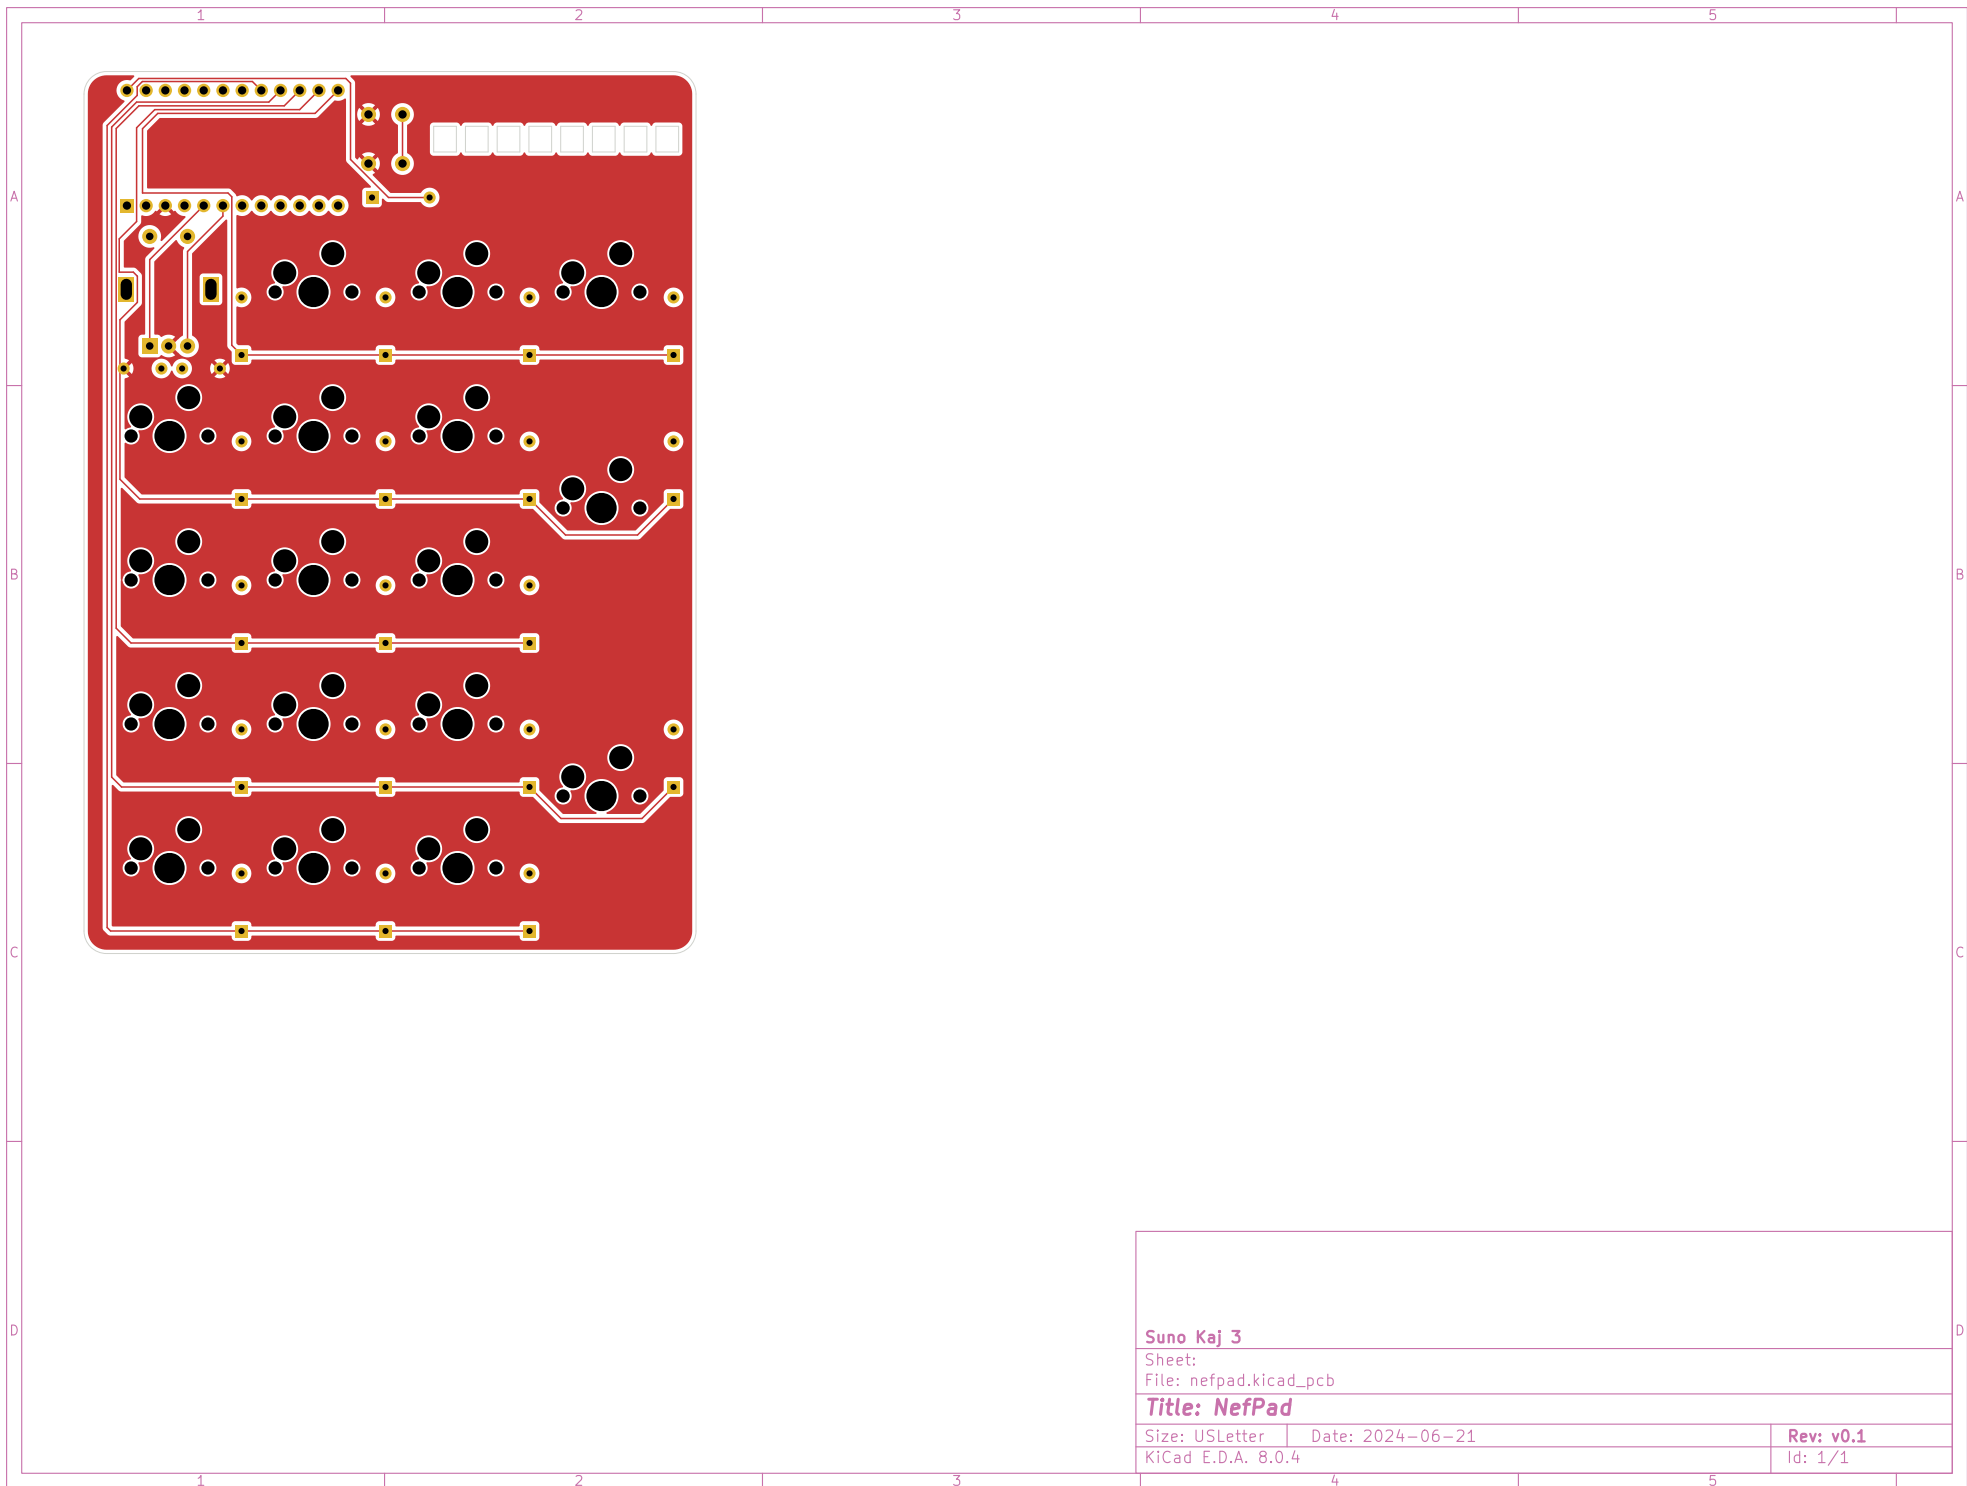 1 2 3 4 5
A A
B B
C C
D D
Suno Kaj 3
Sheet:
File: nefpad.kicad_pcb
Title: NefPad
Size: USLetter Date: 2024-06-21 Rev: v0.1
KiCad E.D.A. 8.0.4 Id: 1/1
1 2 3 4 5